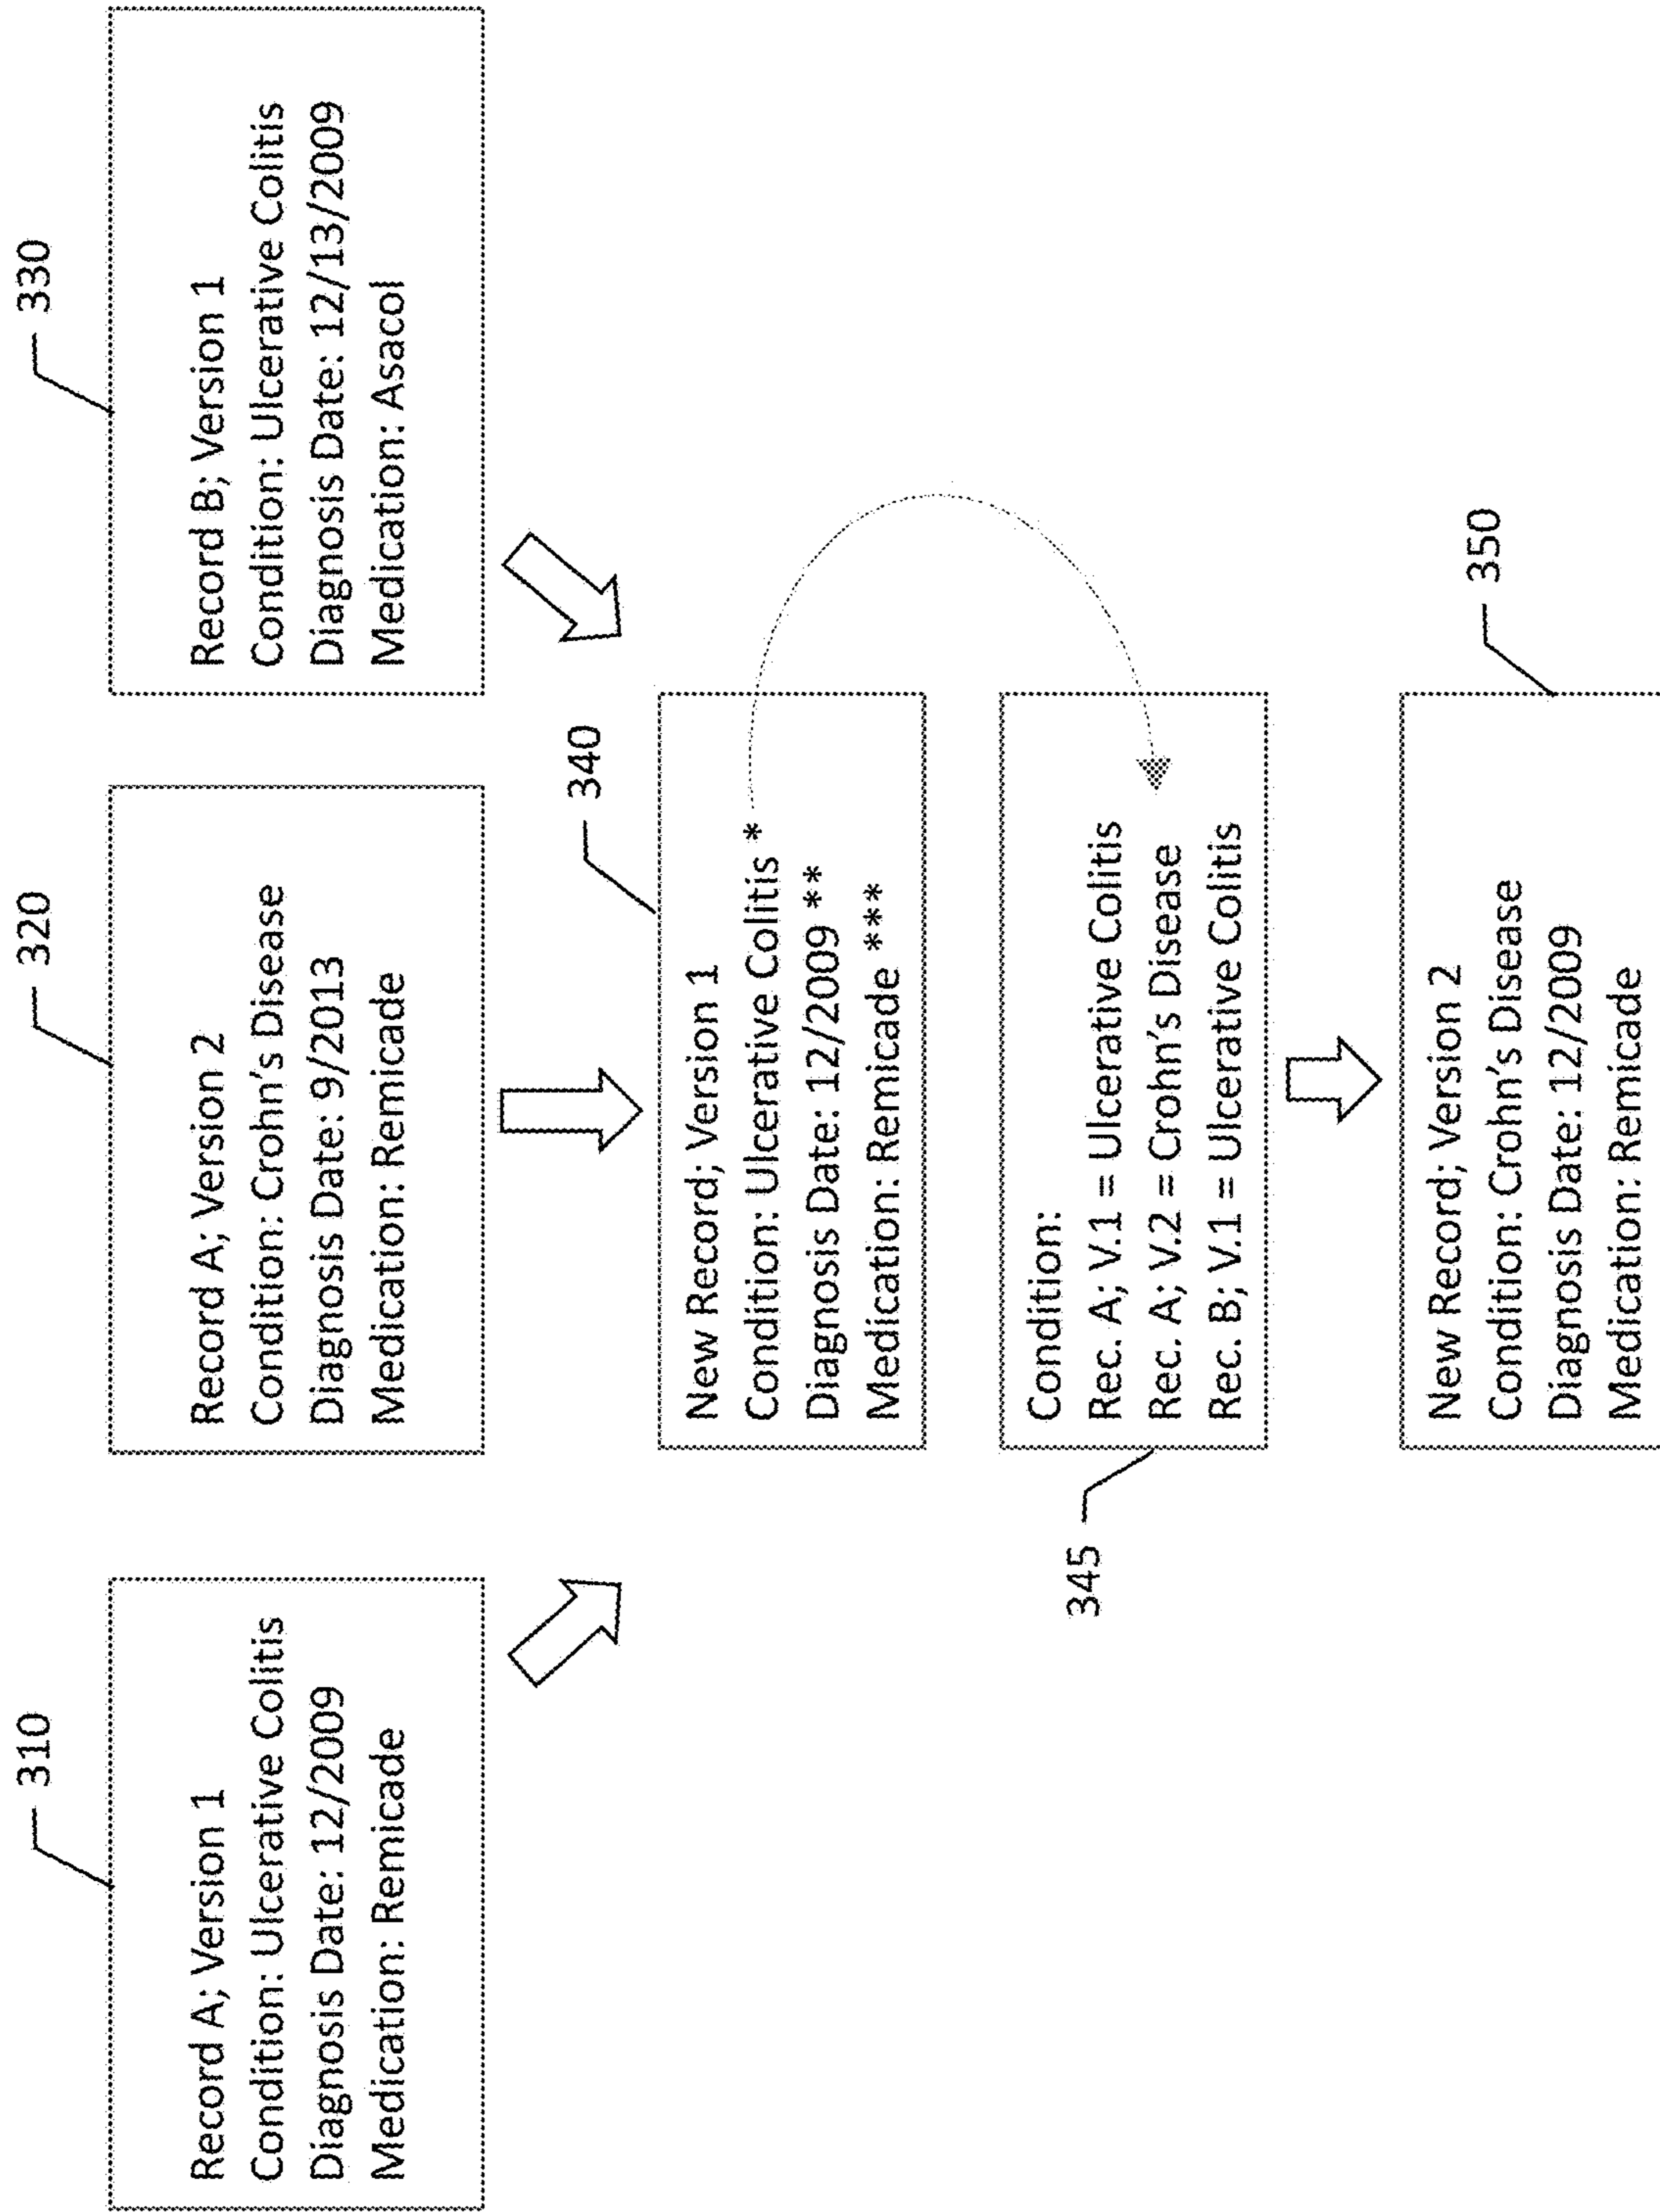 310
Record A; Version 1
Condition: Ulcerative Colitis
Diagnosis Date: 12/2009
Medication: Remicade
320
Record A; Version 2
Condition: Crohn's Disease
Diagnosis Date: 9/2013
Medication: Remicade
330
Record B; Version 1
Condition: Ulcerative Colitis
Diagnosis Date: 12/13/2009
Medication: Asacol
340
New Record; Version 1
Condition: Ulcerative Colitis *
Diagnosis Date: 12/2009 **
Medication: Remicade ***
345
Condition:
Rec. A; V.1 = Ulcerative Colitis
Rec. A; V.2 = Crohn's Disease
Rec. B; V.1 = Ulcerative Colitis
350
New Record; Version 2
Condition: Crohn's Disease
Diagnosis Date: 12/2009
Medication: Remicade